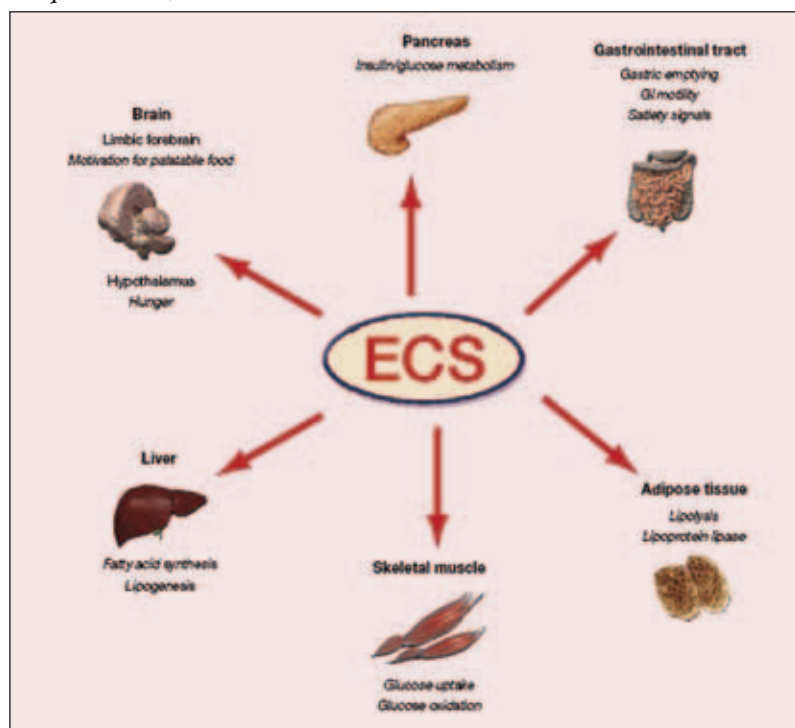 Pancreas
Insulin/glucose metabolism
Gastrointestinal tract
Gastric emptying
GI motility
Satiety signals
Brain
Limbic forebrain
Motivation for palatable food
Hypothalamus
Hunger
ECS
Liver
Fatty acid synthesis
Lipogenesis
Skeletal muscle
Glucose uptake
Glucose oxidation
Adipose tissue
Lipolysis
Lipoprotein lipase